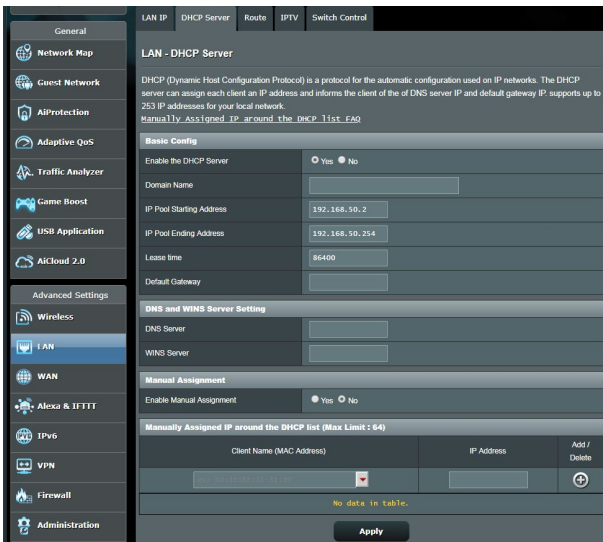 LAN IP DHCP Server Route IPTV Switch Control
General
Network Map
Guest Network
AiProtection
Adaptive QoS
Traffic Analyzer
Game Boost
USB Application
AiCloud 2.0
Advanced Settings
Wireless
LAN
WAN
Alexa & IFTTT
IPv6
VPN
Firewall
Administration
LAN - DHCP Server
DHCP (Dynamic Host Configuration Protocol) is a protocol for the automatic configuration used on IP networks. The DHCP
server can assign each client an IP address and informs the client of the of DNS server IP and default gateway IP. supports up to
253 IP addresses for your local network.
Manually Assigned IP around the DHCP list FAQ
Basic Config
Enable the DHCP Server Yes No
Domain Name
IP Pool Starting Address 192.168.50.2
IP Pool Ending Address 192.168.50.254
Lease time 86400
Default Gateway
DNS and WINS Server Setting
DNS Server
WINS Server
Manual Assignment
Enable Manual Assignment Yes No
Manually Assigned IP around the DHCP list (Max Limit : 64)
Client Name (MAC Address) IP Address Add /
Delete
No data in table.
Apply